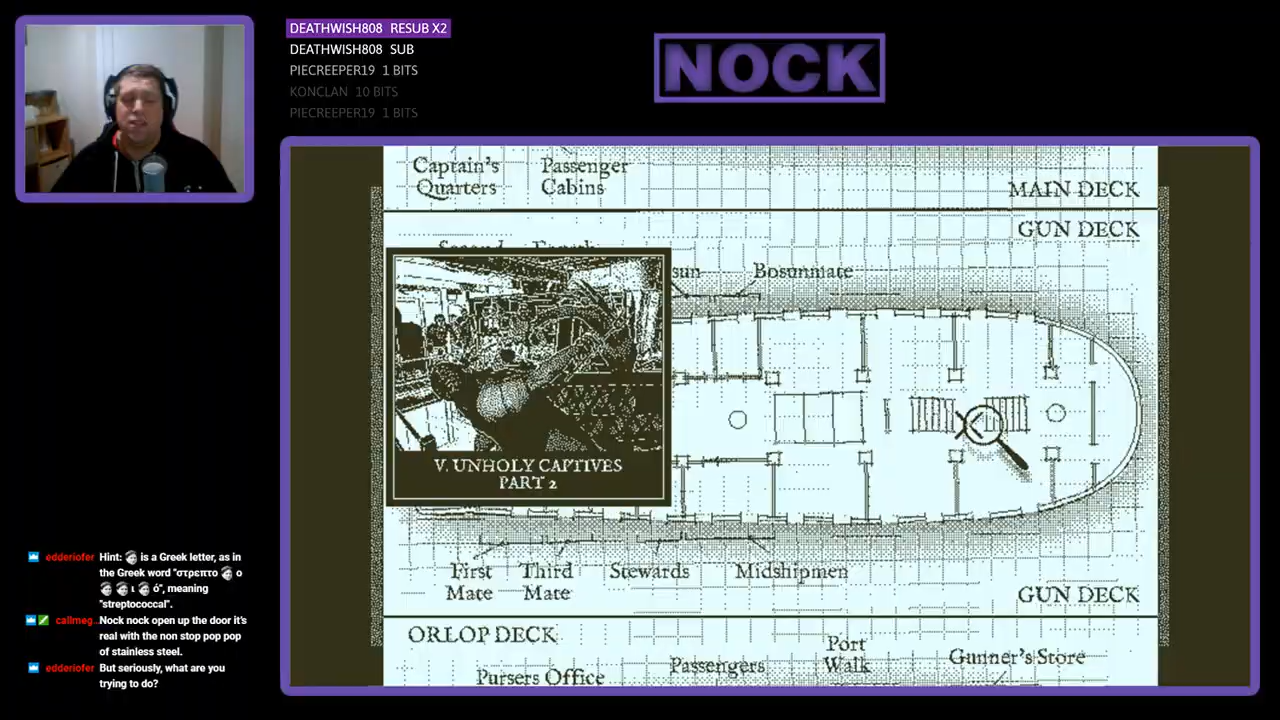 DEATHWISH808 RESUB X2
DEATHWISH808 SUB
PIECREEPER19 1 BITS
KONCLAN 10 BITS
PIECREEPER19 1 BITS
NOCK
Captain's
Quarters
Passenger
Cabins
MAIN DECK
GUN DECK
Bosunmate
V. UNHOLY CAPTIVES
PART 2
First
Mate
Third
Mate
Stewards
Midshipmen
GUN DECK
ORLOP DECK
Pursers Office
Passengers
Port
Walk
Gunner's Store
edderiofer Hint: is a Greek letter, as in
the Greek word "στρεπτο ο
ι ό", meaning
"streptococcal".
callmeg... Nock nock open up the door it's
real with the non stop pop pop
of stainless steel.
edderiofer But seriously, what are you
trying to do?